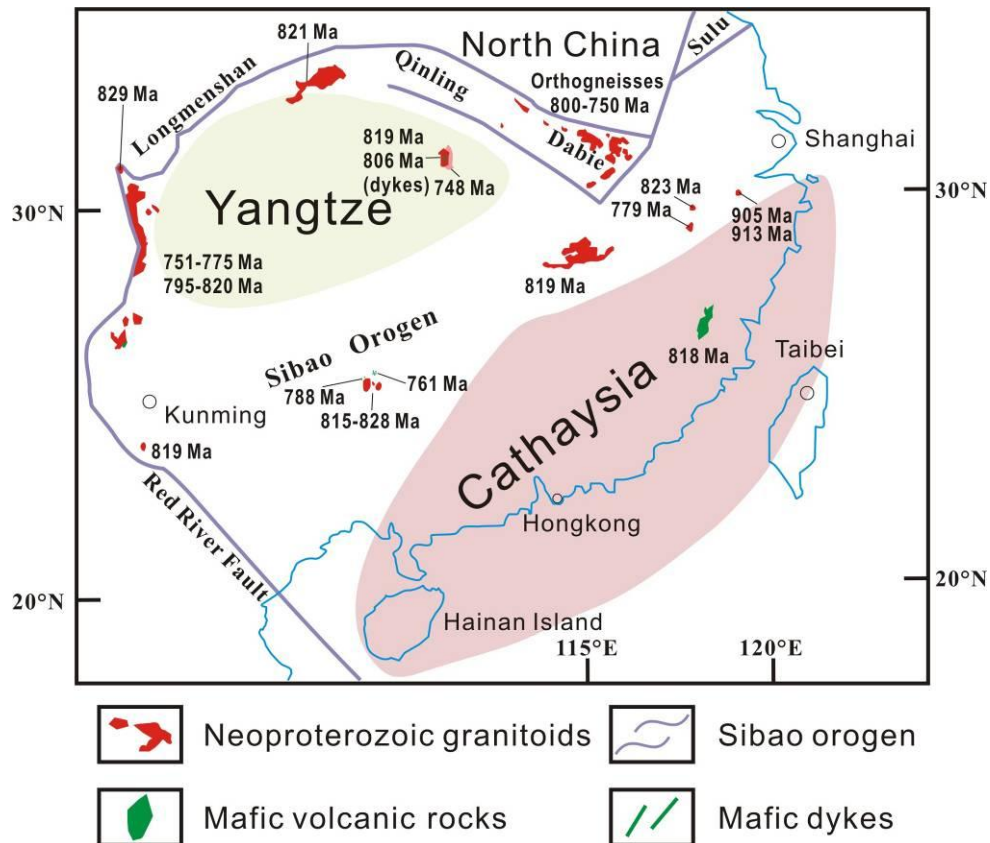 821 Ma
North China
Sulu
Qinling
Orthogneisses
800-750 Ma
829 Ma
Longmenshan
Shanghai
819 Ma
806 Ma
(dykes)
748 Ma
Dabie
30°N
30°N
Yangtze
823 Ma
779 Ma
905 Ma
913 Ma
751-775 Ma
795-820 Ma
819 Ma
Sibao Orogen
818 Ma
Taibei
788 Ma
761 Ma
815-828 Ma
Kunming
Cathaysia
819 Ma
Red River Fault
Hongkong
20°N
20°N
Hainan Island
115°E
120°E
Neoproterozoic granitoids
Sibao orogen
Mafic volcanic rocks
Mafic dykes